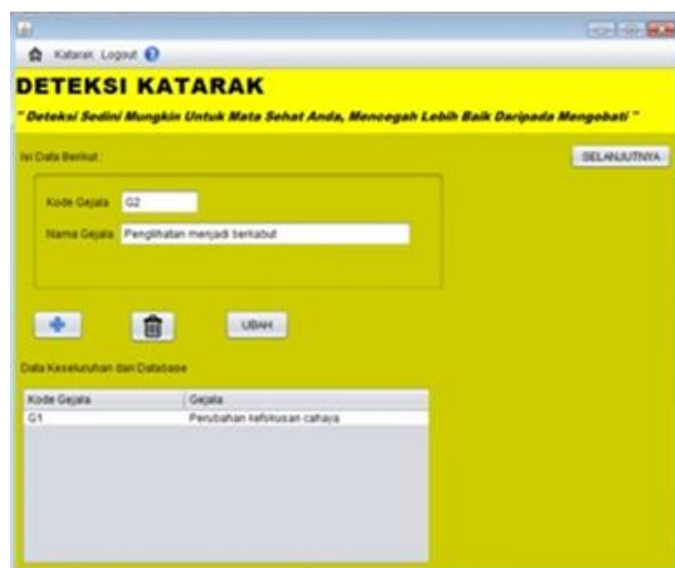 Katarak Logout
DETEKSI KATARAK
" Deteksi Sedini Mungkin Untuk Mata Sehat Anda, Mencegah Lebih Baik Daripada Mengobati "
Isi Data Berikut :
SELANJUTNYA
Kode Gejala G2
Nama Gejala Penglihatan menjadi berkabut
UBAH
Data Keseluruhan dari Database
Kode Gejala Gejala
G1 Perubahan kefokusan cahaya